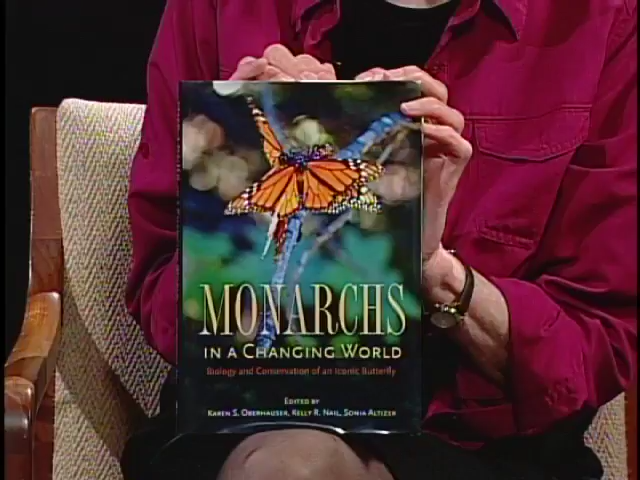 MONARCHS
IN A CHANGING WORLD
Biology and Conservation of an Iconic Butterfly
EDITED BY
KAREN S. OBERHAUSER, KELLY R. NAIL, SONIA ALTIZER